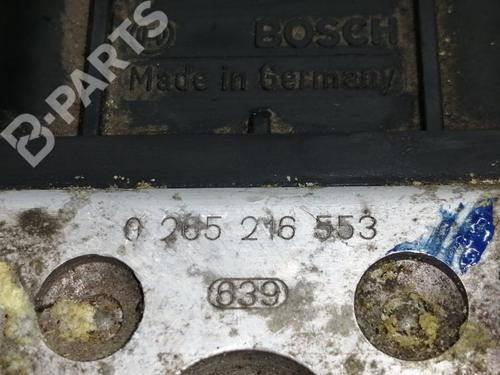 BOSCH
Made in Germany
B-PARTS
0 265 216 553
639